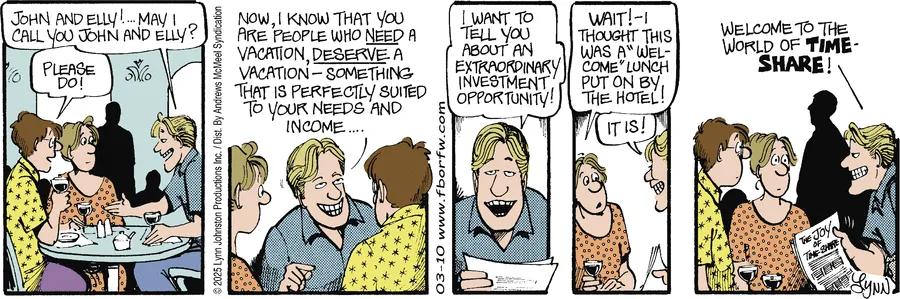 JOHN AND ELLY!...MAY I
CALL YOU JOHN AND ELLY?
PLEASE
DO!
© 2025 Lynn Johnston Productions Inc. / Dist. By Andrews McMeel Syndication
NOW, I KNOW THAT YOU
ARE PEOPLE WHO NEED A
VACATION, DESERVE A
VACATION – SOMETHING
THAT IS PERFECTLY SUITED
TO YOUR NEEDS AND
INCOME....
03-10 www.fborfw.com
I WANT TO
TELL YOU
ABOUT AN
EXTRAORDINARY
INVESTMENT
OPPORTUNITY!
WAIT!-I
THOUGHT THIS
WAS A "WEL-
COME" LUNCH
PUT ON BY
THE HOTEL!
IT IS!
WELCOME TO THE
WORLD OF TIME-
SHARE!
THE JOY
OF
TIME-SHARE
LYNN